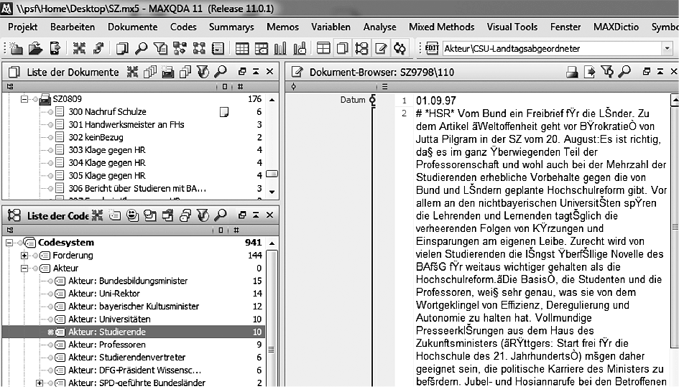 \\psf\Home\Desktop\SZ.mx5 - MAXQDA 11 (Release 11.0.1)
Projekt Bearbeiten Dokumente Codes Summarys Memos Variablen Analyse Mixed Methods Visual Tools Fenster MAXDictio
EDT Akteur\CSU-Landtagsabgeordneter
Liste der Dokumente
SZ0809 176
300 Nachruf Schulze 6
301 Handwerksmeister an FHs 3
302 keinBezug 2
303 Klage gegen HR 4
304 Klage gegen HR 4
305 Klage gegen HR 4
306 Bericht über Studieren mit BA... 3
Liste der Code
Codesystem 941
Forderung 144
Akteur 0
Akteur: Bundesbildungsminister 15
Akteur: Uni-Rektor 14
Akteur: bayerischer Kultusminister 12
Akteur: Universitäten 10
Akteur: Studierende 10
Akteur: Professoren 9
Akteur: Studierendenvertreter 6
Akteur: DFG-Präsident Wissensc... 6
Akteur: SPD-geführte Bundesländer 2
Dokument-Browser: SZ9798\110
Datum
1 01.09.97
2 # *HSR* Vom Bund ein Freibrief fŸr die LŠnder. Zu
dem Artikel ãWeltoffenheit geht vor BŸrokratieÒ von
Jutta Pilgram in der SZ vom 20. August:Es ist richtig,
da§ es im ganz Ÿberwiegenden Teil der
Professorenschaft und wohl auch bei der Mehrzahl der
Studierenden erhebliche Vorbehalte gegen die von
Bund und LŠndern geplante Hochschulreform gibt. Vor
allem an den nichtbayerischen UniversitŠten spŸren
die Lehrenden und Lernenden tagtŠglich die
verheerenden Folgen von KŸrzungen und
Einsparungen am eigenen Leibe. Zurecht wird von
vielen Studierenden die lŠngst ŸberfŠllige Novelle des
BAfšG fŸr weitaus wichtiger gehalten als die
Hochschulreform.ãDie BasisÒ, die Studenten und die
Professoren, wei§ sehr genau, was sie von dem
Wortgeklingel von Effizienz, Deregulierung und
Autonomie zu halten hat. Vollmundige
PresseerklŠrungen aus dem Haus des
Zukunftsministers (ãRŸttgers: Start frei fŸr die
Hochschule des 21. JahrhundertsÒ) mšgen daher
geeignet sein, die politische Karriere des Ministers zu
befšrdern. Jubel- und Hosiannarufe bei den Betroffenen